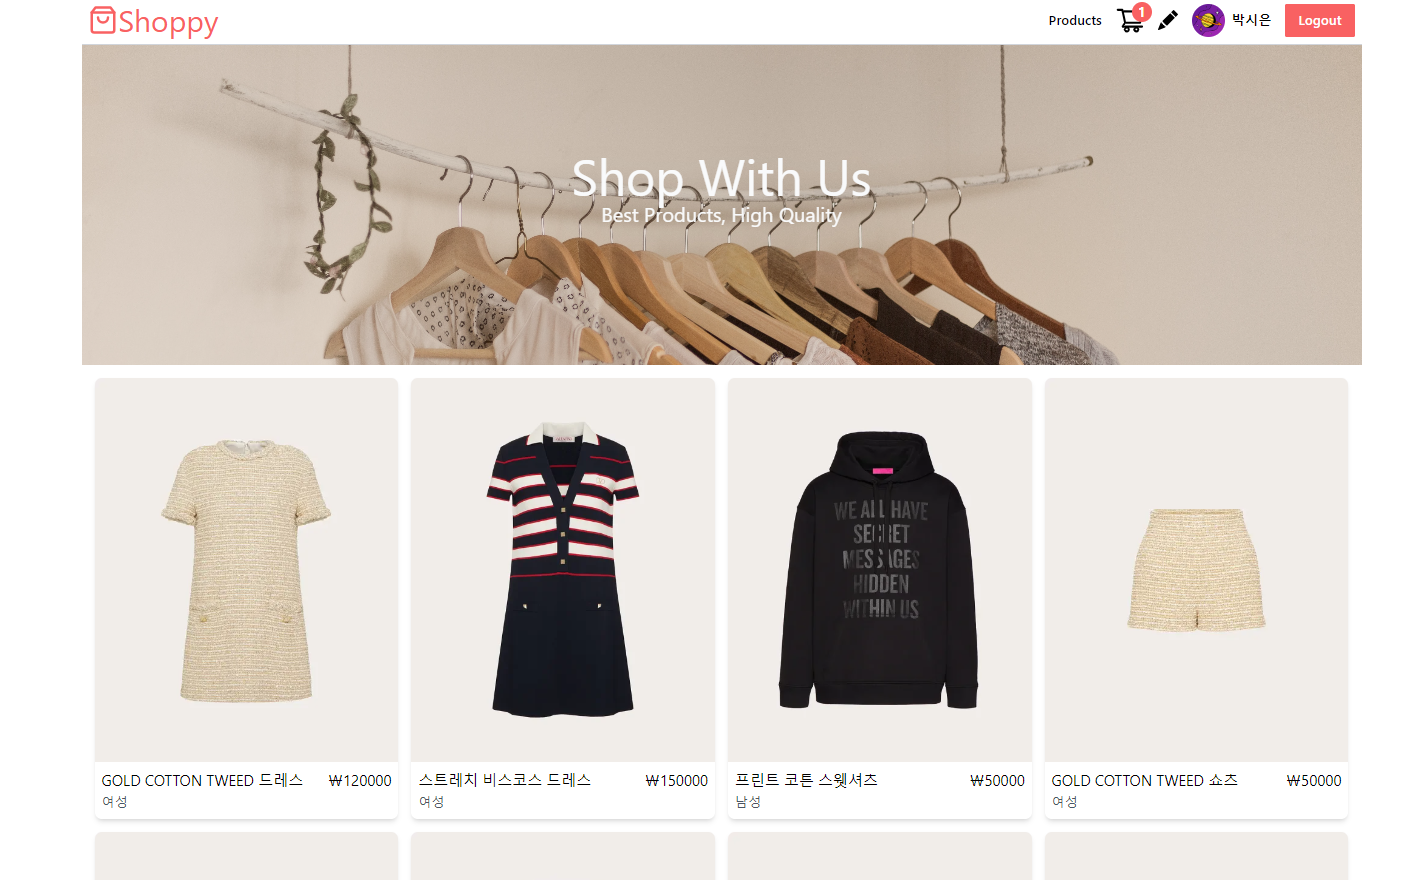 Shoppy
Products
1
박시은
Logout
Shop With Us
Best Products, High Quality
WE ALL HAVE
SECRET
MESSAGES
HIDDEN
WITHIN US
GOLD COTTON TWEED 드레스
₩120000
여성
스트레치 비스코스 드레스
₩150000
여성
프린트 코튼 스웻셔츠
₩50000
남성
GOLD COTTON TWEED 쇼츠
₩50000
여성